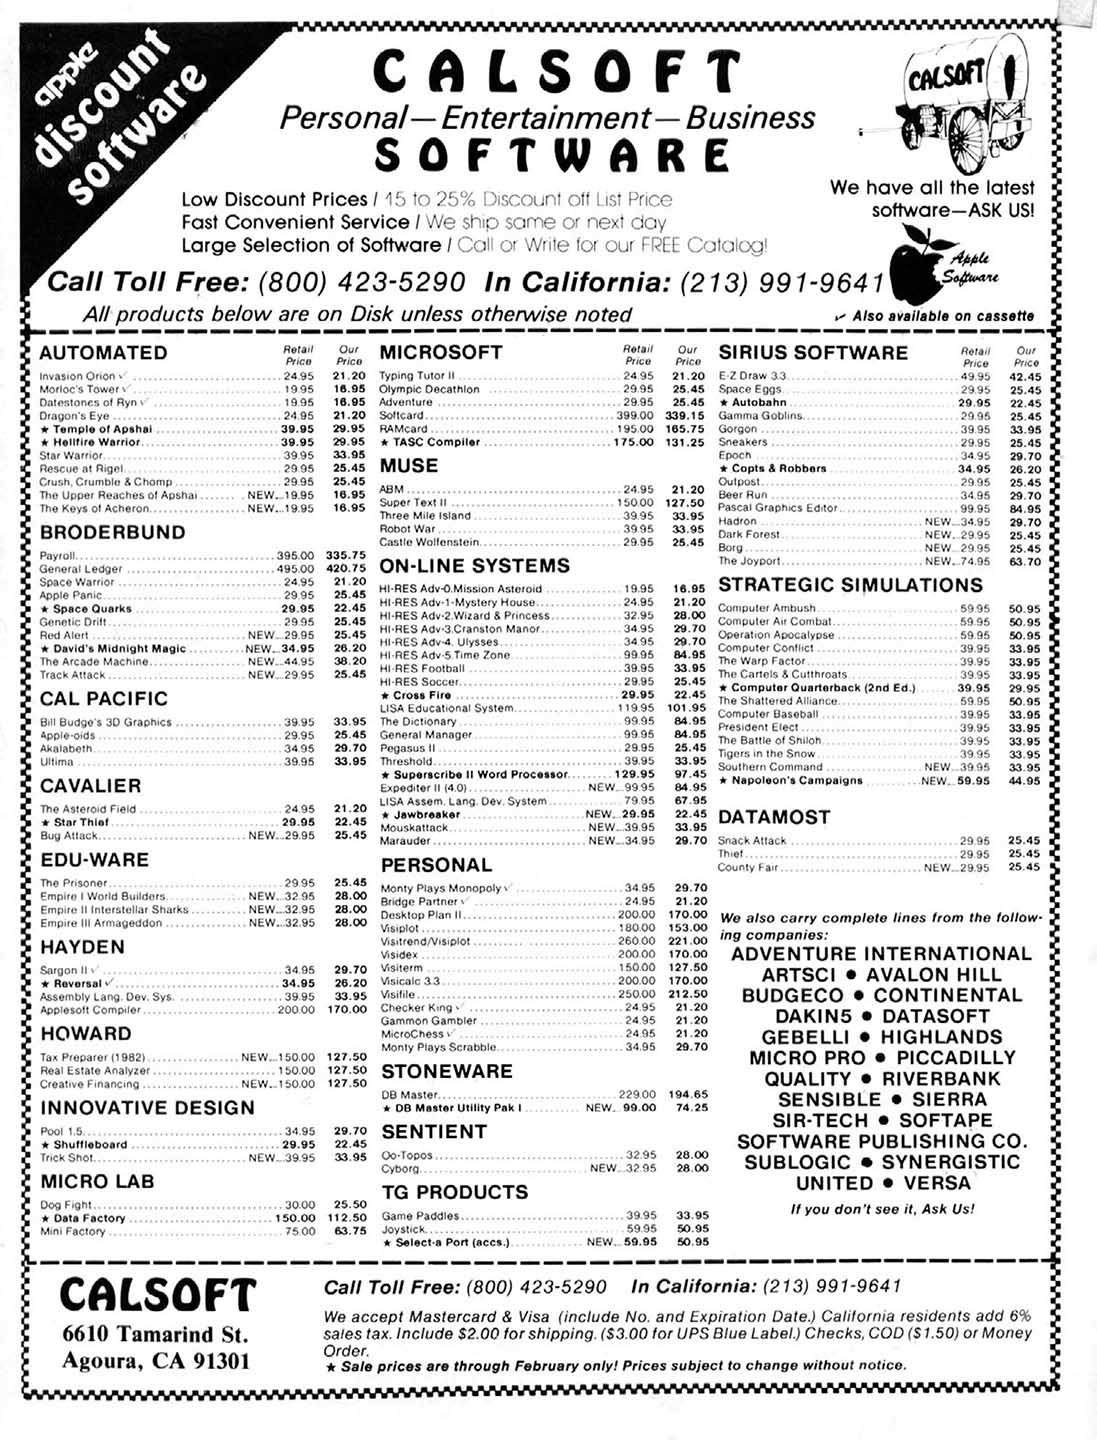 apple
discount
software
CALSOFT
Personal—Entertainment—Business
SOFTWARE
CALSOFT
Low Discount Prices / 15 to 25% Discount off List Price
Fast Convenient Service / We ship same or next day
Large Selection of Software / Call or Write for our FREE Catalog!
We have all the latest
software—ASK US!
Apple
Software
Call Toll Free: (800) 423-5290 In California: (213) 991-9641
All products below are on Disk unless otherwise noted
✓ Also available on cassette
AUTOMATED Retail Price Our Price
Invasion Orion ✓ 24.95 21.20
Morloc's Tower ✓ 19.95 16.95
Datestones of Ryn ✓ 19.95 16.95
Dragon's Eye 24.95 21.20
★ Temple of Apshai 39.95 29.95
★ Hellfire Warrior 39.95 29.95
Star Warrior 39.95 33.95
Rescue at Rigel 29.95 25.45
Crush, Crumble & Chomp 29.95 25.45
The Upper Reaches of Apshai NEW 19.95 16.95
The Keys of Acheron NEW 19.95 16.95
BRODERBUND
Payroll 395.00 335.75
General Ledger 495.00 420.75
Space Warrior 24.95 21.20
Apple Panic 29.95 25.45
★ Space Quarks 29.95 22.45
Genetic Drift 29.95 25.45
Red Alert NEW 29.95 25.45
★ David's Midnight Magic NEW 34.95 26.20
The Arcade Machine NEW 44.95 38.20
Track Attack NEW 29.95 25.45
CAL PACIFIC
Bill Budge's 3D Graphics 39.95 33.95
Apple-oids 29.95 25.45
Akalabeth 34.95 29.70
Ultima 39.95 33.95
CAVALIER
The Asteroid Field 24.95 21.20
★ Star Thief 29.95 22.45
Bug Attack NEW 29.95 25.45
EDU-WARE
The Prisoner 29.95 25.45
Empire I World Builders NEW 32.95 28.00
Empire II Interstellar Sharks NEW 32.95 28.00
Empire III Armageddon NEW 32.95 28.00
HAYDEN
Sargon II ✓ 34.95 29.70
★ Reversal ✓ 34.95 26.20
Assembly Lang. Dev. Sys. 39.95 33.95
Applesoft Compiler 200.00 170.00
HOWARD
Tax Preparer (1982) NEW 150.00 127.50
Real Estate Analyzer 150.00 127.50
Creative Financing NEW 150.00 127.50
INNOVATIVE DESIGN
Pool 1.5 34.95 29.70
★ Shuffleboard 29.95 22.45
Trick Shot NEW 39.95 33.95
MICRO LAB
Dog Fight 30.00 25.50
★ Data Factory 150.00 112.50
Mini Factory 75.00 63.75
MICROSOFT Retail Price Our Price
Typing Tutor II 24.95 21.20
Olympic Decathlon 29.95 25.45
Adventure 29.95 25.45
Softcard 399.00 339.15
RAMcard 195.00 165.75
★ TASC Compiler 175.00 131.25
MUSE
ABM 24.95 21.20
Super Text II 150.00 127.50
Three Mile Island 39.95 33.95
Robot War 39.95 33.95
Castle Wolfenstein 29.95 25.45
ON-LINE SYSTEMS
HI-RES Adv-0.Mission Asteroid 19.95 16.95
HI-RES Adv-1-Mystery House 24.95 21.20
HI-RES Adv-2.Wizard & Princess 32.95 28.00
HI-RES Adv-3.Cranston Manor 34.95 29.70
HI-RES Adv-4. Ulysses 34.95 29.70
HI-RES Adv-5.Time Zone 99.95 84.95
HI-RES Football 39.95 33.95
HI-RES Soccer 29.95 25.45
★ Cross Fire 29.95 22.45
LISA Educational System 119.95 101.95
The Dictionary 99.95 84.95
General Manager 99.95 84.95
Pegasus II 29.95 25.45
Threshold 39.95 33.95
★ Superscribe II Word Processor 129.95 97.45
Expediter II (4.0) NEW 99.95 84.95
LISA Assem. Lang. Dev. System 79.95 67.95
★ Jawbreaker NEW 29.95 22.45
Mouskattack NEW 39.95 33.95
Marauder NEW 34.95 29.70
PERSONAL
Monty Plays Monopoly ✓ 34.95 29.70
Bridge Partner ✓ 24.95 21.20
Desktop Plan II 200.00 170.00
Visiplot 180.00 153.00
Visitrend/Visiplot 260.00 221.00
Visidex 200.00 170.00
Visiterm 150.00 127.50
Visicalc 3.3 200.00 170.00
Visifile 250.00 212.50
Checker King ✓ 24.95 21.20
Gammon Gambler 24.95 21.20
MicroChess ✓ 24.95 21.20
Monty Plays Scrabble 34.95 29.70
STONEWARE
DB Master 229.00 194.65
★ DB Master Utility Pak I NEW 99.00 74.25
SENTIENT
Oo-Topos 32.95 28.00
Cyborg NEW 32.95 28.00
TG PRODUCTS
Game Paddles 39.95 33.95
Joystick 59.95 50.95
★ Select-a Port (accs.) NEW 59.95 50.95
SIRIUS SOFTWARE Retail Price Our Price
E-Z Draw 3.3 49.95 42.45
Space Eggs 29.95 25.45
★ Autobahn 29.95 22.45
Gamma Goblins 29.95 25.45
Gorgon 39.95 33.95
Sneakers 29.95 25.45
Epoch 34.95 29.70
★ Copts & Robbers 34.95 26.20
Outpost 29.95 25.45
Beer Run 34.95 29.70
Pascal Graphics Editor 99.95 84.95
Hadron NEW 34.95 29.70
Dark Forest NEW 29.95 25.45
Borg NEW 29.95 25.45
The Joyport NEW 74.95 63.70
STRATEGIC SIMULATIONS
Computer Ambush 59.95 50.95
Computer Air Combat 59.95 50.95
Operation Apocalypse 59.95 50.95
Computer Conflict 39.95 33.95
The Warp Factor 39.95 33.95
The Cartels & Cutthroats 39.95 33.95
★ Computer Quarterback (2nd Ed.) 39.95 29.95
The Shattered Alliance 59.95 50.95
Computer Baseball 39.95 33.95
President Elect 39.95 33.95
The Battle of Shiloh 39.95 33.95
Tigers in the Snow 39.95 33.95
Southern Command NEW 39.95 33.95
★ Napoleon's Campaigns NEW 59.95 44.95
DATAMOST
Snack Attack 29.95 25.45
Thief 29.95 25.45
County Fair NEW 29.95 25.45
We also carry complete lines from the follow-
ing companies:
ADVENTURE INTERNATIONAL
ARTSCI ● AVALON HILL
BUDGECO ● CONTINENTAL
DAKIN5 ● DATASOFT
GEBELLI ● HIGHLANDS
MICRO PRO ● PICCADILLY
QUALITY ● RIVERBANK
SENSIBLE ● SIERRA
SIR-TECH ● SOFTAPE
SOFTWARE PUBLISHING CO.
SUBLOGIC ● SYNERGISTIC
UNITED ● VERSA
If you don't see it, Ask Us!
CALSOFT
6610 Tamarind St.
Agoura, CA 91301
Call Toll Free: (800) 423-5290 In California: (213) 991-9641
We accept Mastercard & Visa (include No. and Expiration Date.) California residents add 6%
sales tax. Include $2.00 for shipping. ($3.00 for UPS Blue Label.) Checks, COD ($1.50) or Money
Order.
★ Sale prices are through February only! Prices subject to change without notice.